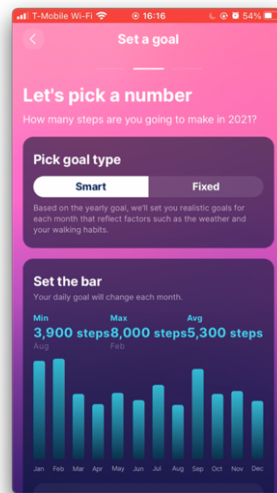 T-Mobile Wi-Fi 16:16 54%
Set a goal
Let's pick a number
How many steps are you going to make in 2021?
Pick goal type
Smart Fixed
Based on the yearly goal, we'll set you realistic goals for
each month that reflect factors such as the weather and
your walking habits.
Set the bar
Your daily goal will change each month.
Min Max Avg
3,900 steps 8,000 steps 5,300 steps
Aug Feb
Jan Feb Mar Apr May Jun Jul Aug Sep Oct Nov Dec